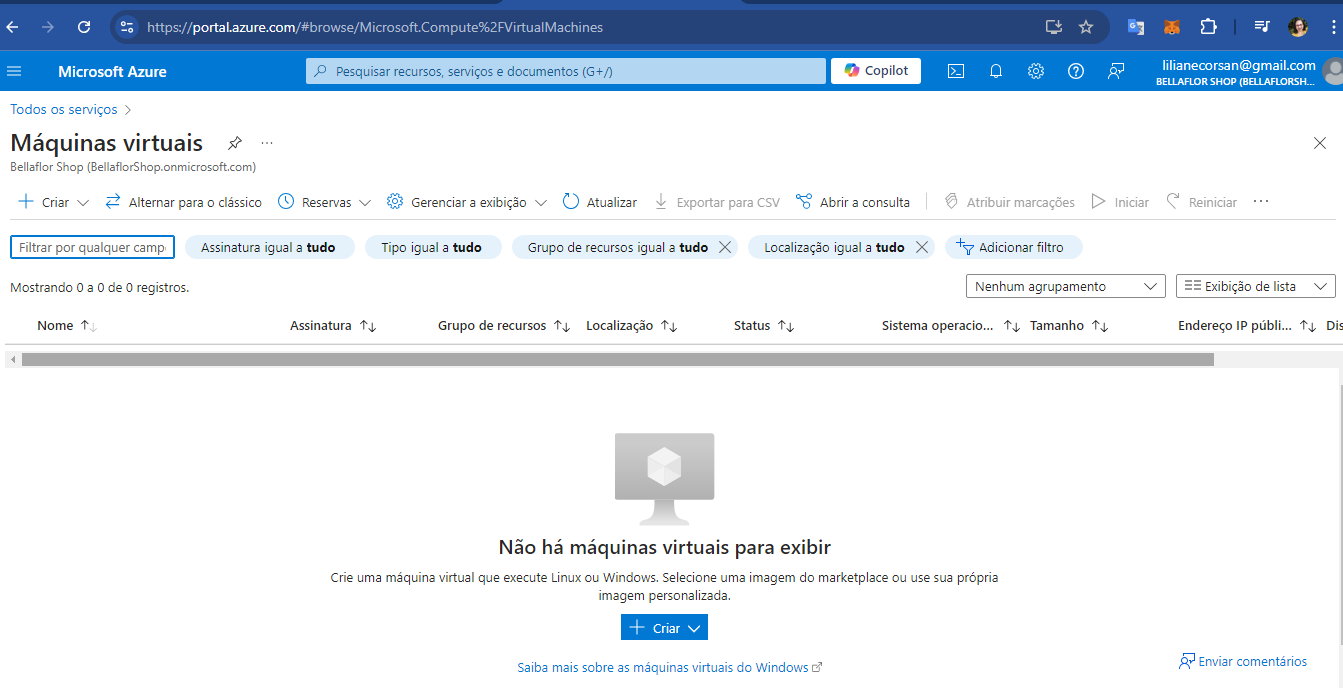 https://portal.azure.com/#browse/Microsoft.Compute%2FVirtualMachines
Microsoft Azure
Pesquisar recursos, serviços e documentos (G+/)
Copilot
lilianecorsan@gmail.com
BELLAFLOR SHOP (BELLAFLORSH...
Todos os serviços
Máquinas virtuais
Bellaflor Shop (BellaflorShop.onmicrosoft.com)
Criar
Alternar para o clássico
Reservas
Gerenciar a exibição
Atualizar
Exportar para CSV
Abrir a consulta
Atribuir marcações
Iniciar
Reiniciar
Filtrar por qualquer camp
Assinatura igual a tudo
Tipo igual a tudo
Grupo de recursos igual a tudo
Localização igual a tudo
Adicionar filtro
Mostrando 0 a 0 de 0 registros.
Nenhum agrupamento
Exibição de lista
Nome
Assinatura
Grupo de recursos
Localização
Status
Sistema operacio...
Tamanho
Endereço IP públi...
Dis
Não há máquinas virtuais para exibir
Crie uma máquina virtual que execute Linux ou Windows. Selecione uma imagem do marketplace ou use sua própria
imagem personalizada.
Criar
Saiba mais sobre as máquinas virtuais do Windows
Enviar comentários